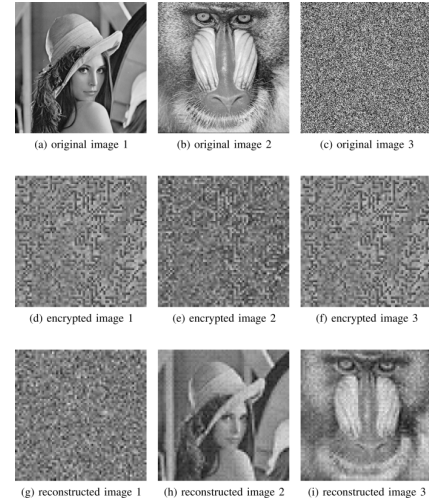 (a) original image 1
(b) original image 2
(c) original image 3
(d) encrypted image 1
(e) encrypted image 2
(f) encrypted image 3
(g) reconstructed image 1
(h) reconstructed image 2
(i) reconstructed image 3